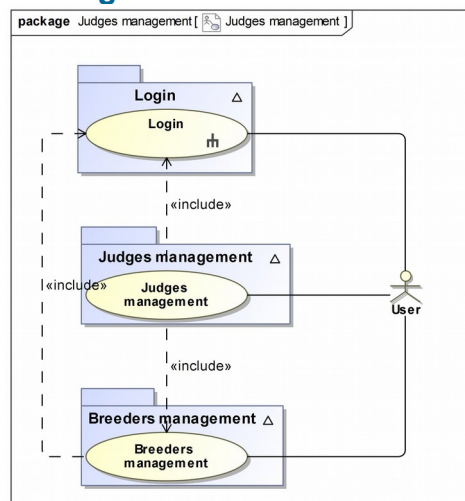 package Judges management [ Judges management ]
Login
Login
«include»
Judges management
«include»
Judges
management
User
«include»
Breeders management
Breeders
management